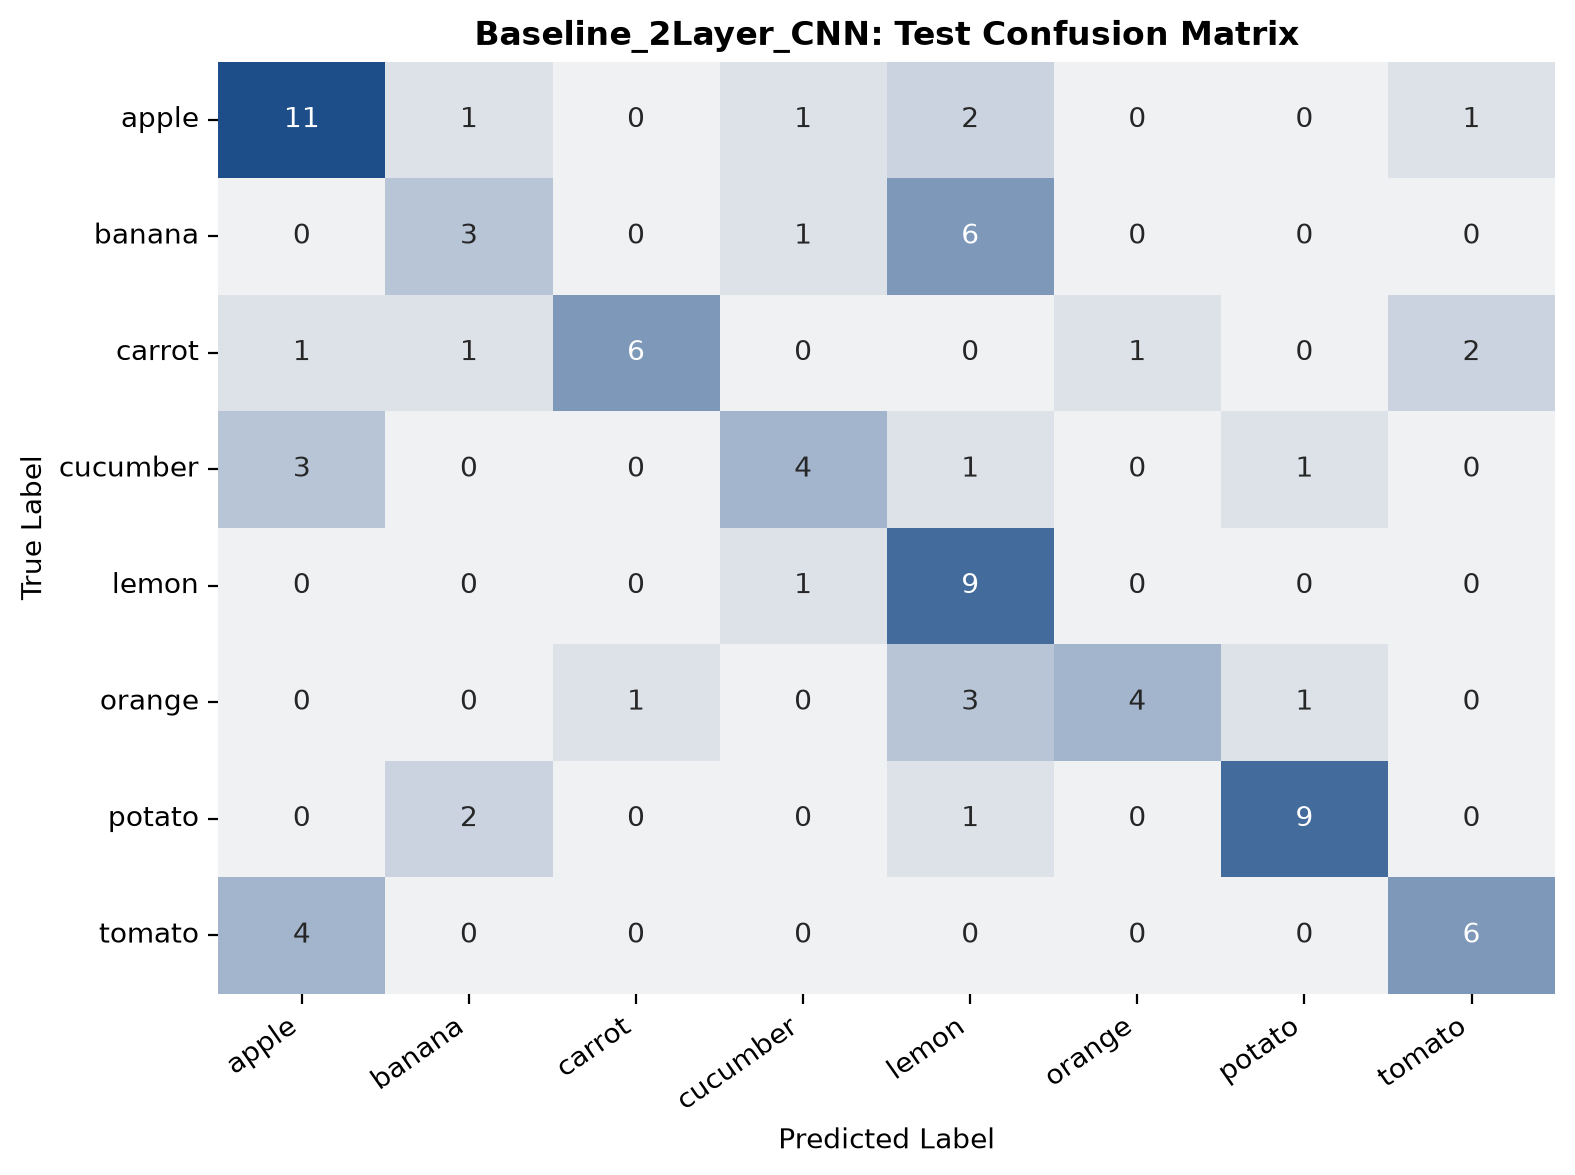 Baseline_2Layer_CNN: Test Confusion Matrix
apple 11 1 0 1 2 0 0 1
banana 0 3 0 1 6 0 0 0
carrot 1 1 6 0 0 1 0 2
cucumber 3 0 0 4 1 0 1 0
lemon 0 0 0 1 9 0 0 0
orange 0 0 1 0 3 4 1 0
potato 0 2 0 0 1 0 9 0
tomato 4 0 0 0 0 0 0 6
True Label
apple banana carrot cucumber lemon orange potato tomato
Predicted Label